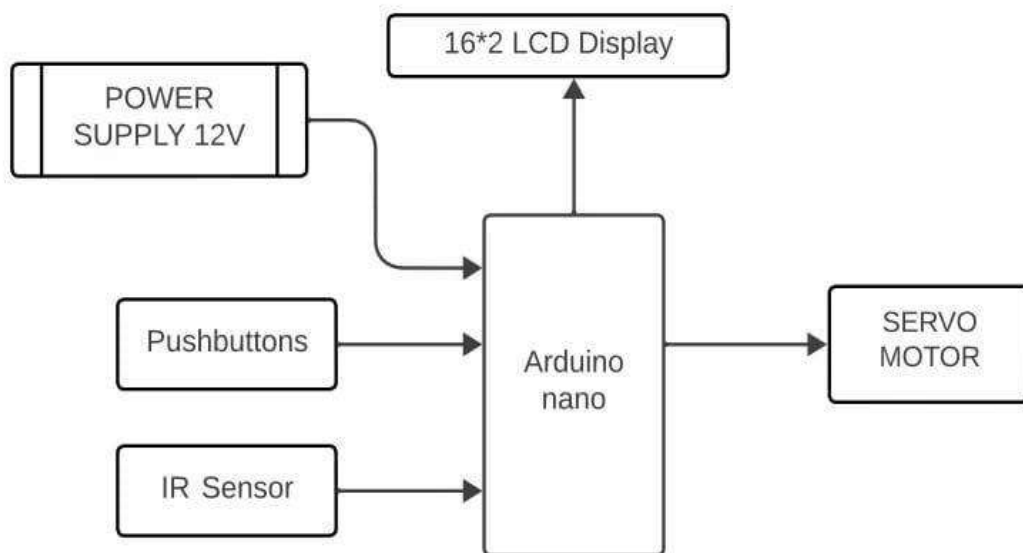 16*2 LCD Display
POWER
SUPPLY 12V
Pushbuttons
IR Sensor
Arduino
nano
SERVO
MOTOR